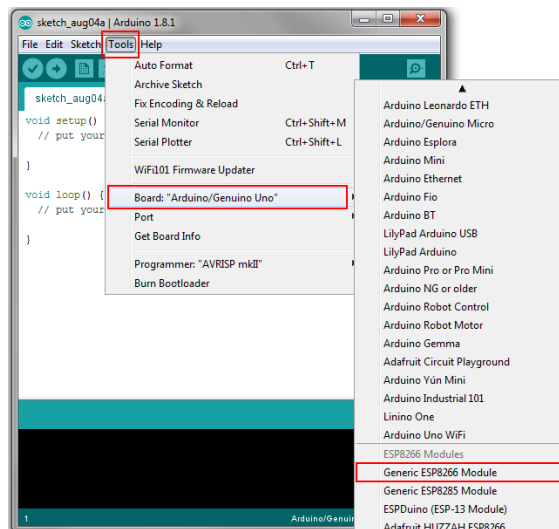 sketch_aug04a | Arduino 1.8.1
File Edit Sketch Tools Help
sketch_aug04
void setup()
// put your
}
void loop() {
// put your
}
Auto Format Ctrl+T
Archive Sketch
Fix Encoding & Reload
Serial Monitor Ctrl+Shift+M
Serial Plotter Ctrl+Shift+L
WiFi101 Firmware Updater
Board: "Arduino/Genuino Uno"
Port
Get Board Info
Programmer: "AVRISP mkII"
Burn Bootloader
Arduino Leonardo ETH
Arduino/Genuino Micro
Arduino Esplora
Arduino Mini
Arduino Ethernet
Arduino Fio
Arduino BT
LilyPad Arduino USB
LilyPad Arduino
Arduino Pro or Pro Mini
Arduino NG or older
Arduino Robot Control
Arduino Robot Motor
Arduino Gemma
Adafruit Circuit Playground
Arduino Yún Mini
Arduino Industrial 101
Linino One
Arduino Uno WiFi
ESP8266 Modules
Generic ESP8266 Module
Generic ESP8285 Module
ESPDuino (ESP-13 Module)
Adafruit HUZZAH ESP8266
1 Arduino/Genuin